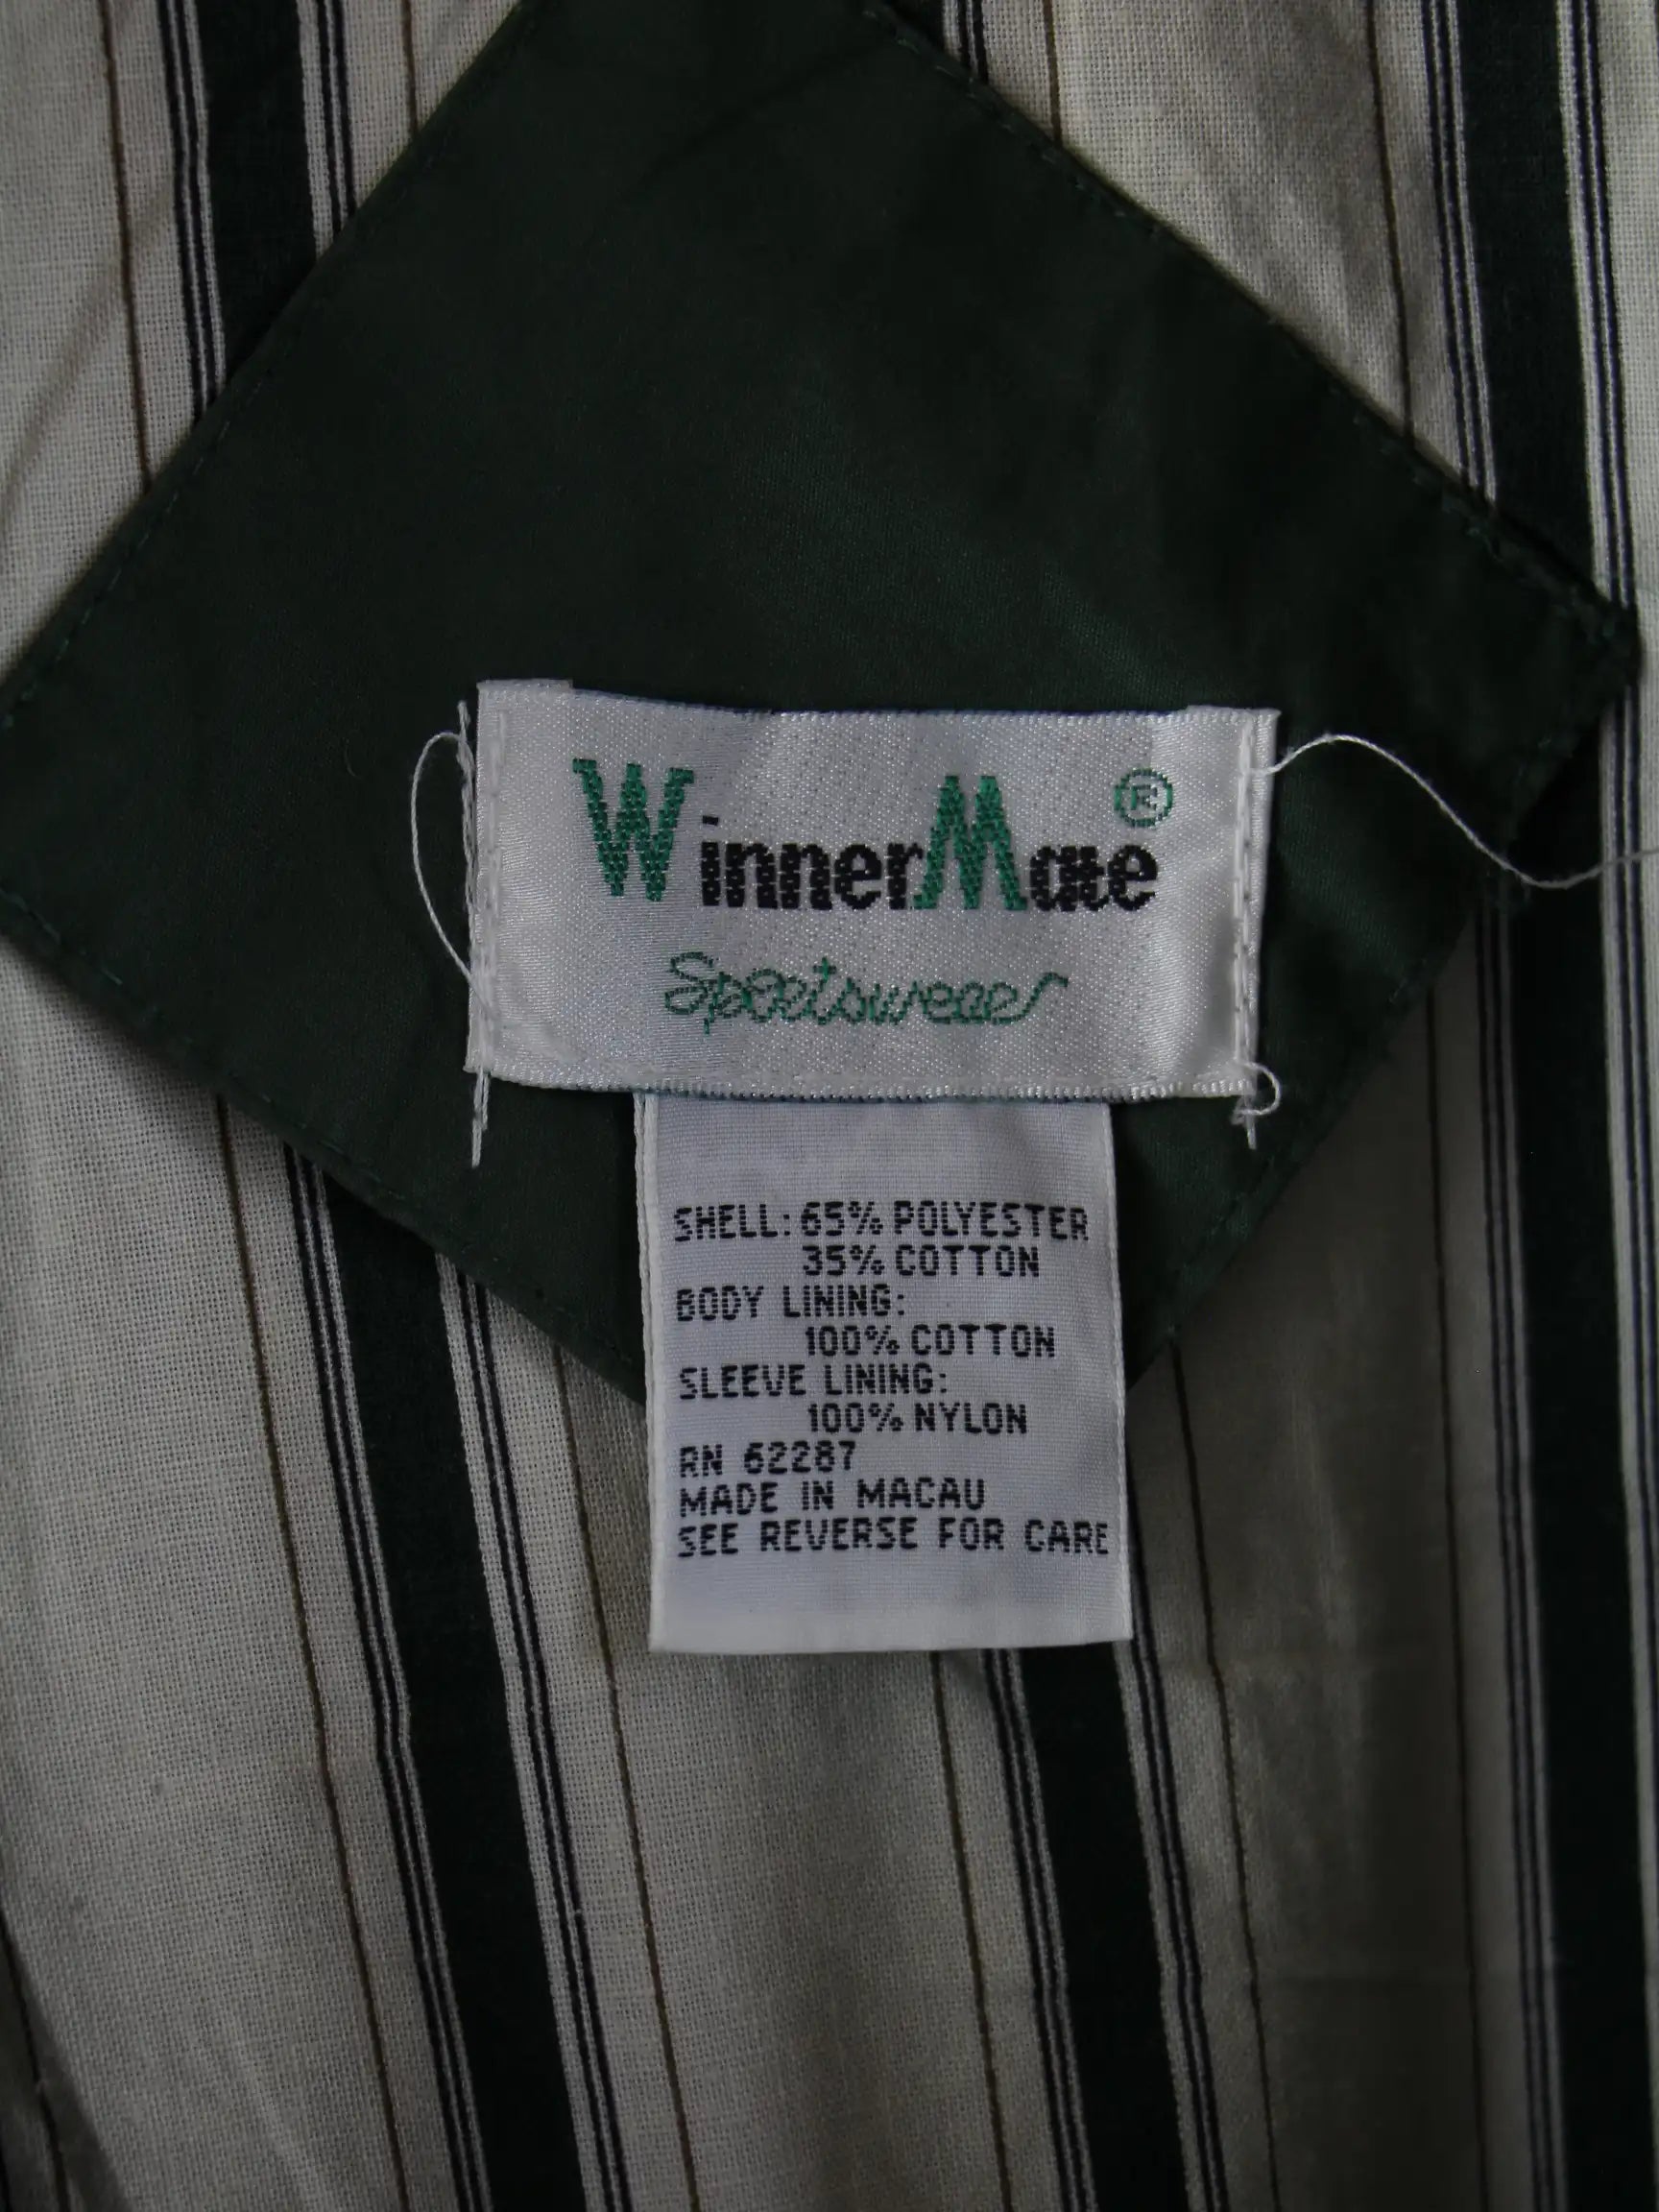 WinnerMate®
Sportswear
SHELL: 65% POLYESTER
35% COTTON
BODY LINING:
100% COTTON
SLEEVE LINING:
100% NYLON
RN 62287
MADE IN MACAU
SEE REVERSE FOR CARE